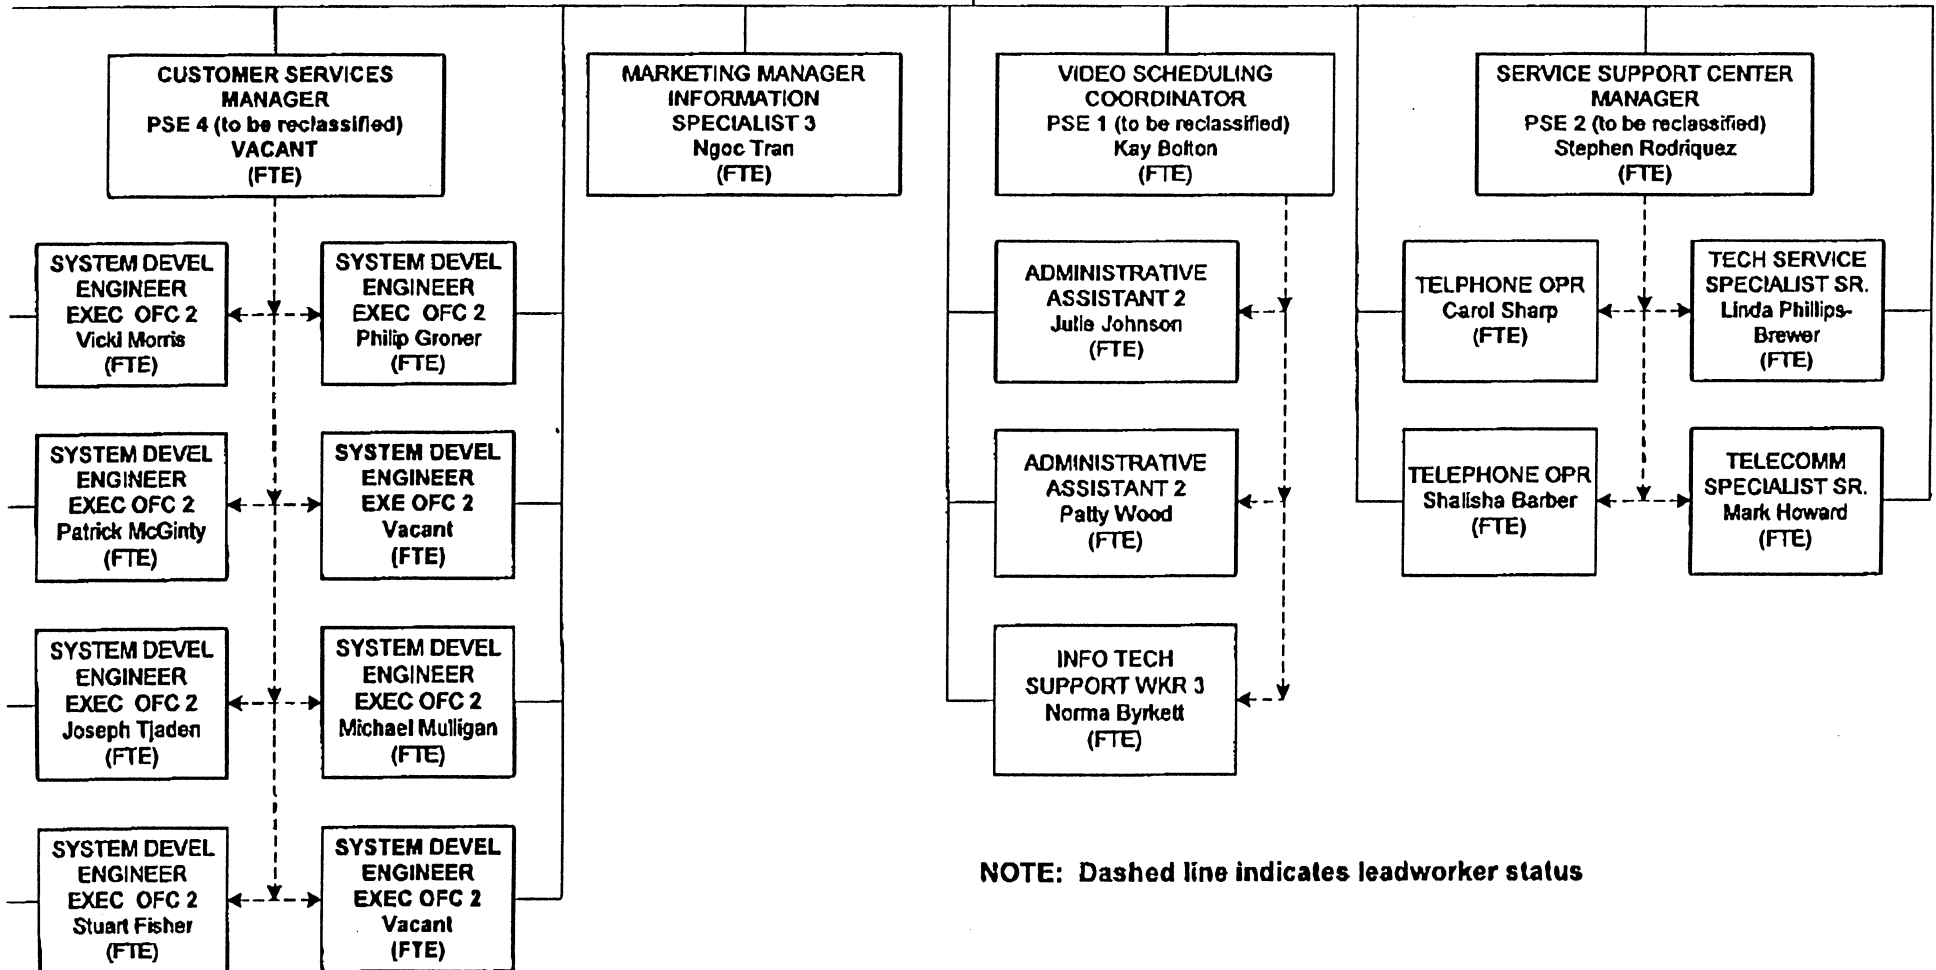 CUSTOMER SERVICES
MANAGER
PSE 4 (to be reclassified)
VACANT
(FTE)
MARKETING MANAGER
INFORMATION
SPECIALIST 3
Ngoc Tran
(FTE)
VIDEO SCHEDULING
COORDINATOR
PSE 1 (to be reclassified)
Kay Bolton
(FTE)
SERVICE SUPPORT CENTER
MANAGER
PSE 2 (to be reclassified)
Stephen Rodriquez
(FTE)
SYSTEM DEVEL
ENGINEER
EXEC OFC 2
Vicki Morris
(FTE)
SYSTEM DEVEL
ENGINEER
EXEC OFC 2
Philip Groner
(FTE)
ADMINISTRATIVE
ASSISTANT 2
Julie Johnson
(FTE)
TELPHONE OPR
Carol Sharp
(FTE)
TECH SERVICE
SPECIALIST SR.
Linda Phillips-
Brewer
(FTE)
SYSTEM DEVEL
ENGINEER
EXEC OFC 2
Patrick McGinty
(FTE)
SYSTEM DEVEL
ENGINEER
EXE OFC 2
Vacant
(FTE)
ADMINISTRATIVE
ASSISTANT 2
Patty Wood
(FTE)
TELEPHONE OPR
Shalisha Barber
(FTE)
TELECOMM
SPECIALIST SR.
Mark Howard
(FTE)
SYSTEM DEVEL
ENGINEER
EXEC OFC 2
Joseph Tjaden
(FTE)
SYSTEM DEVEL
ENGINEER
EXEC OFC 2
Michael Mulligan
(FTE)
INFO TECH
SUPPORT WKR 3
Norma Byrkett
(FTE)
SYSTEM DEVEL
ENGINEER
EXEC OFC 2
Stuart Fisher
(FTE)
SYSTEM DEVEL
ENGINEER
EXEC OFC 2
Vacant
(FTE)
NOTE: Dashed line indicates leadworker status